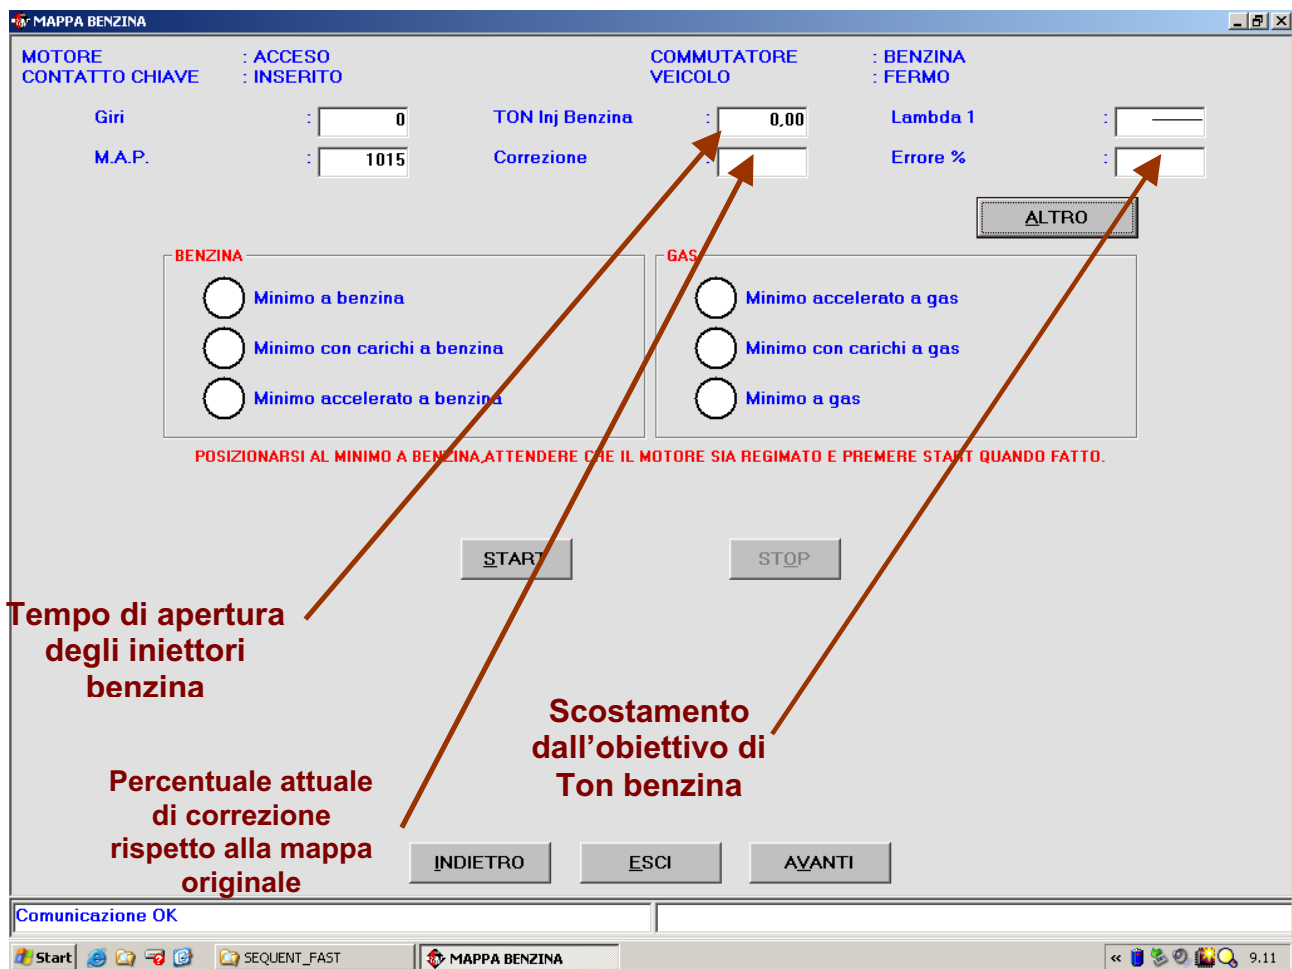 MAPPA BENZINA
MOTORE : ACCESO COMMUTATORE : BENZINA
CONTATTO CHIAVE : INSERITO VEICOLO : FERMO
Giri : 0 TON Inj Benzina : 0,00 Lambda 1 :
M.A.P. : 1015 Correzione : Errore % :
ALTRO
BENZINA
Minimo a benzina
Minimo con carichi a benzina
Minimo accelerato a benzina
GAS
Minimo accelerato a gas
Minimo con carichi a gas
Minimo a gas
POSIZIONARSI AL MINIMO A BENZINA,ATTENDERE CHE IL MOTORE SIA REGIMATO E PREMERE START QUANDO FATTO.
START STOP
Tempo di apertura
degli iniettori
benzina
Scostamento
dall’obiettivo di
Ton benzina
Percentuale attuale
di correzione
rispetto alla mappa
originale
INDIETRO ESCI AVANTI
Comunicazione OK
Start SEQUENT_FAST MAPPA BENZINA « 9.11